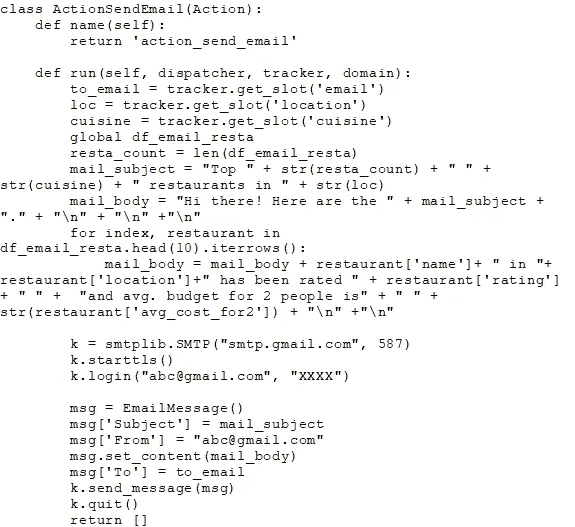 class ActionSendEmail(Action):
    def name(self):
        return 'action_send_email'

    def run(self, dispatcher, tracker, domain):
        to_email = tracker.get_slot('email')
        loc = tracker.get_slot('location')
        cuisine = tracker.get_slot('cuisine')
        global df_email_resta
        resta_count = len(df_email_resta)
        mail_subject = "Top " + str(resta_count) + " " +
str(cuisine) + " restaurants in " + str(loc)
        mail_body = "Hi there! Here are the " + mail_subject +
"." + "\n" + "\n" +"\n"
        for index, restaurant in
df_email_resta.head(10).iterrows():
            mail_body = mail_body + restaurant['name']+ " in "+
restaurant['location']+" has been rated " + restaurant['rating']
+ " " +  "and avg. budget for 2 people is" + " " +
str(restaurant['avg_cost_for2']) + "\n" +"\n"

        k = smtplib.SMTP("smtp.gmail.com", 587)
        k.starttls()
        k.login("abc@gmail.com", "XXXX")

        msg = EmailMessage()
        msg['Subject'] = mail_subject
        msg['From'] = "abc@gmail.com"
        msg.set_content(mail_body)
        msg['To'] = to_email
        k.send_message(msg)
        k.quit()
        return []